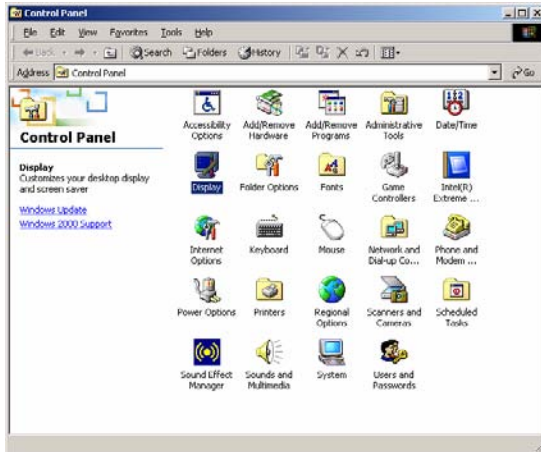 Control Panel
File Edit View Favorites Tools Help
Back Search Folders History
Address Control Panel Go
Control Panel
Display
Customizes your desktop display
and screen saver
Windows Update
Windows 2000 Support
Accessibility
Options
Add/Remove
Hardware
Add/Remove
Programs
Administrative
Tools
Date/Time
Display
Folder Options
Fonts
Game
Controllers
Intel(R)
Extreme ...
Internet
Options
Keyboard
Mouse
Network and
Dial-up Co...
Phone and
Modem ...
Power Options
Printers
Regional
Options
Scanners and
Cameras
Scheduled
Tasks
Sound Effect
Manager
Sounds and
Multimedia
System
Users and
Passwords